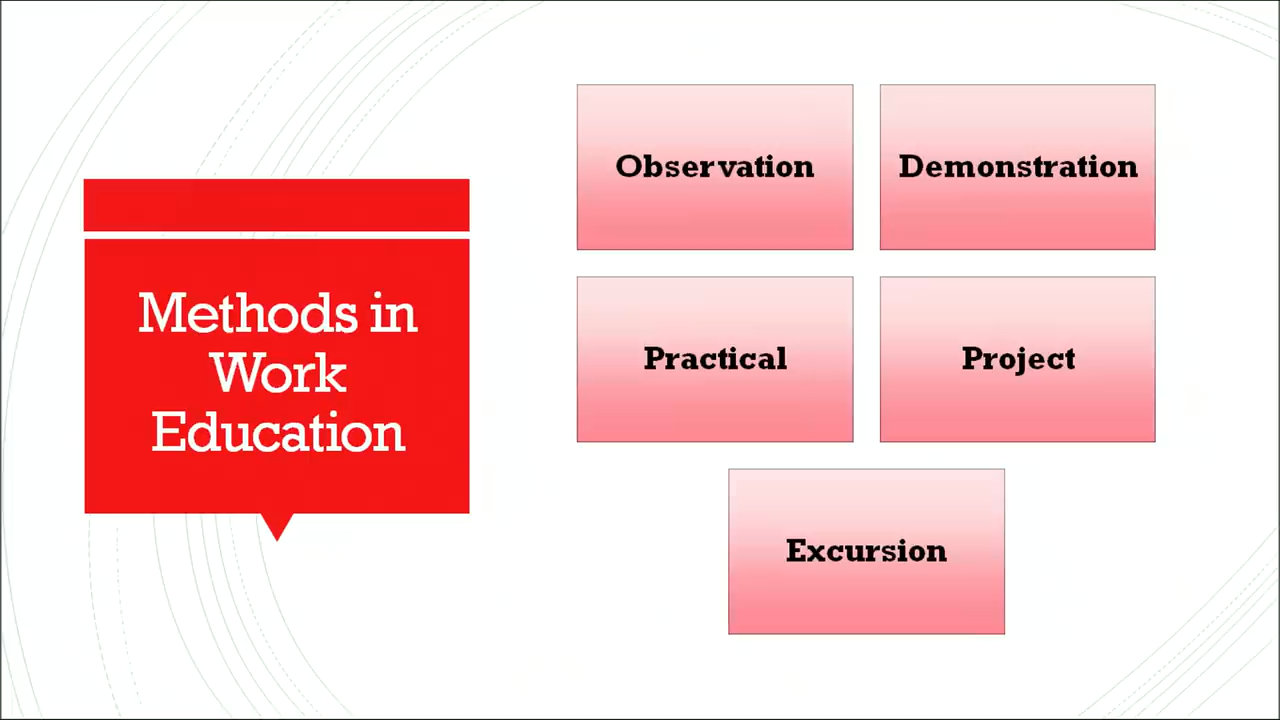 Methods in
Work
Education
Observation
Demonstration
Practical
Project
Excursion